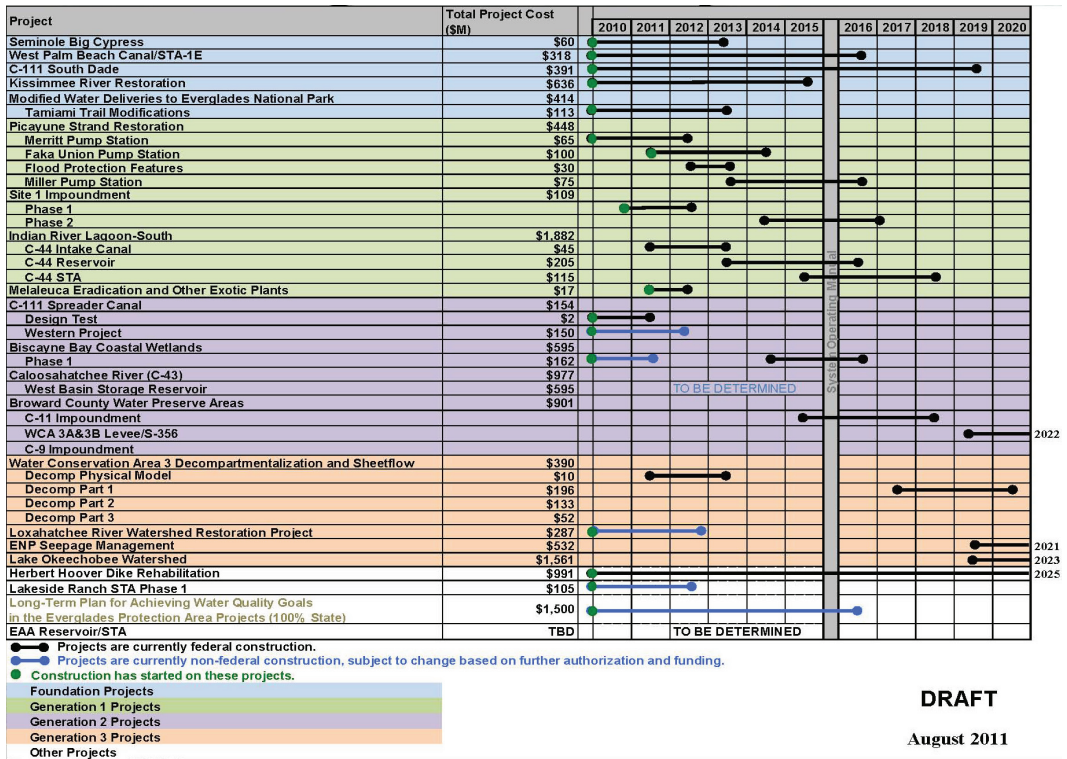 Project Total Project Cost
($M) 2010 2011 2012 2013 2014 2015 2016 2017 2018 2019 2020
Seminole Big Cypress $60
West Palm Beach Canal/STA-1E $318
C-111 South Dade $391
Kissimmee River Restoration $636
Modified Water Deliveries to Everglades National Park $414
Tamiami Trail Modifications $113
Picayune Strand Restoration $448
Merritt Pump Station $65
Faka Union Pump Station $100
Flood Protection Features $30
Miller Pump Station $75
Site 1 Impoundment $109
Phase 1
Phase 2
Indian River Lagoon-South $1,882
C-44 Intake Canal $45
C-44 Reservoir $205
C-44 STA $115
Melaleuca Eradication and Other Exotic Plants $17
C-111 Spreader Canal $154
Design Test $2
Western Project $150
Biscayne Bay Coastal Wetlands $595
Phase 1 $162
Caloosahatchee River (C-43) $977
West Basin Storage Reservoir $595 TO BE DETERMINED
Broward County Water Preserve Areas $901
C-11 Impoundment
WCA 3A&3B Levee/S-356 2022
C-9 Impoundment
Water Conservation Area 3 Decompartmentalization and Sheetflow $390
Decomp Physical Model $10
Decomp Part 1 $196
Decomp Part 2 $133
Decomp Part 3 $52
Loxahatchee River Watershed Restoration Project $287
ENP Seepage Management $532 2021
Lake Okeechobee Watershed $1,561 2023
Herbert Hoover Dike Rehabilitation $991 2025
Lakeside Ranch STA Phase 1 $105
Long-Term Plan for Achieving Water Quality Goals
in the Everglades Protection Area Projects (100% State) $1,500
EAA Reservoir/STA TBD TO BE DETERMINED
System Operating Manual
Projects are currently federal construction.
Projects are currently non-federal construction, subject to change based on further authorization and funding.
Construction has started on these projects.
Foundation Projects
Generation 1 Projects
Generation 2 Projects
Generation 3 Projects
Other Projects
DRAFT
August 2011